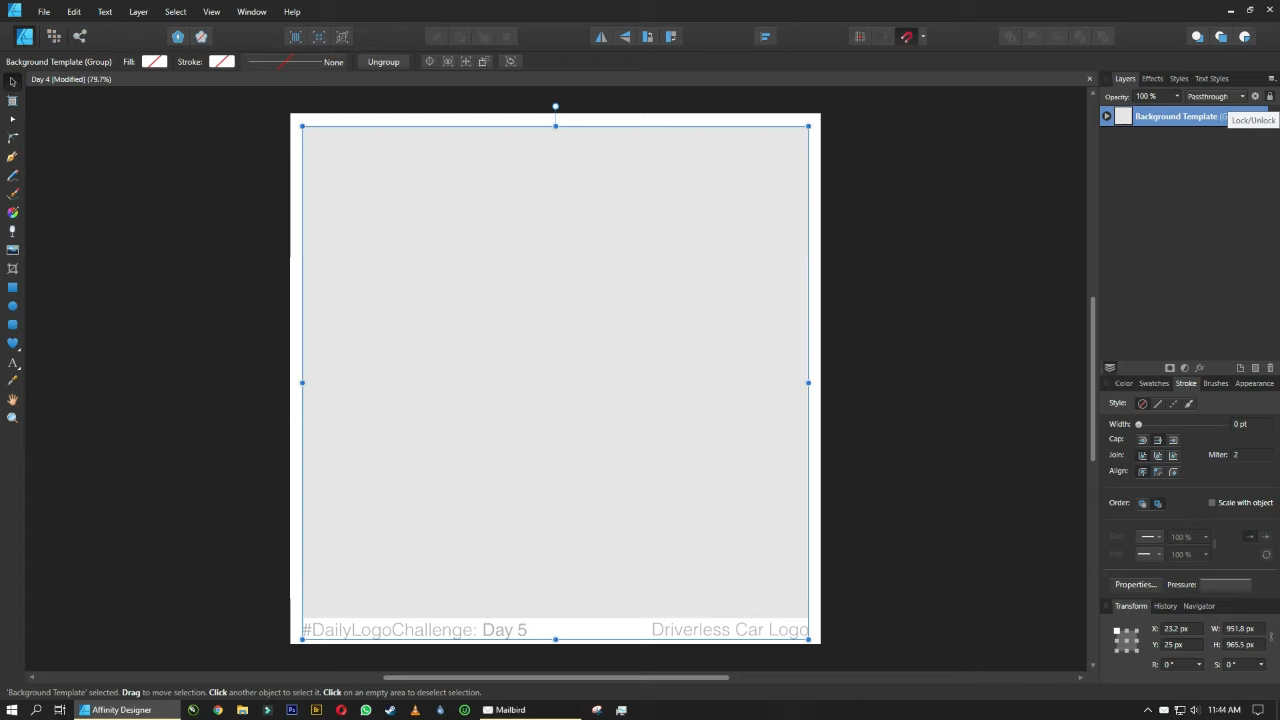 File Edit Text Layer Select View Window Help
Background Template (Group) Fill: Stroke: None Ungroup
Day 4 [Modified] (79.7%)
Layers Effects Styles Text Styles
Opacity: 100 % Passthrough
Background Template (G
Lock/Unlock
#DailyLogoChallenge: Day 5
Driverless Car Logo
Color Swatches Stroke Brushes Appearance
Style:
Width: 0 pt
Cap:
Join: Miter: 2
Align:
Order: Scale with object
Start: 100 %
End: 100 %
Properties... Pressure:
Transform History Navigator
X: 23.2 px W: 951.8 px
Y: 25 px H: 965.5 px
R: 0 ° S: 0 °
'Background Template' selected. Drag to move selection. Click another object to select it. Click on an empty area to deselect selection.
Affinity Designer
Mailbird
11:44 AM